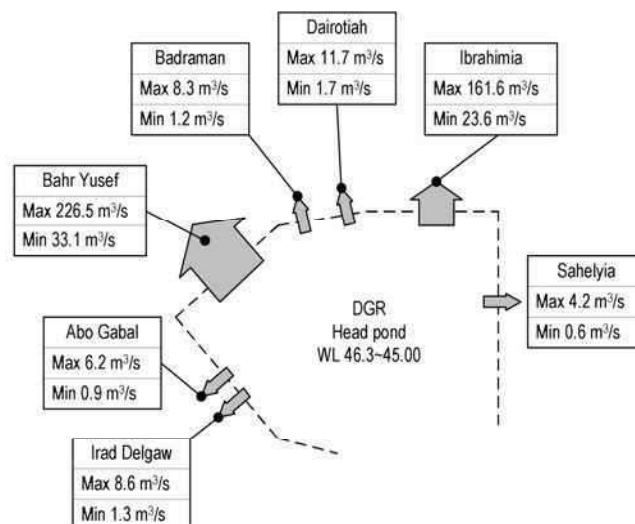 Dairotiah
Max 11.7 m³/s
Min 1.7 m³/s
Badraman
Max 8.3 m³/s
Min 1.2 m³/s
Ibrahimia
Max 161.6 m³/s
Min 23.6 m³/s
Bahr Yusef
Max 226.5 m³/s
Min 33.1 m³/s
Sahelyia
Max 4.2 m³/s
Min 0.6 m³/s
DGR
Head pond
WL 46.3~45.00
Abo Gabal
Max 6.2 m³/s
Min 0.9 m³/s
Irad Delgaw
Max 8.6 m³/s
Min 1.3 m³/s